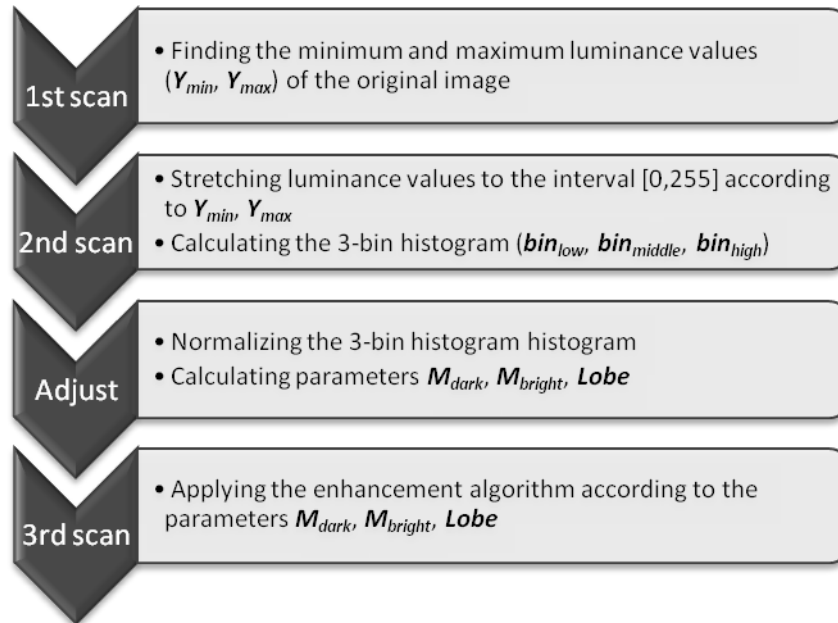 1st scan
• Finding the minimum and maximum luminance values
(Ymin, Ymax) of the original image
2nd scan
• Stretching luminance values to the interval [0,255] according
to Ymin, Ymax
• Calculating the 3-bin histogram (binlow, binmiddle, binhigh)
Adjust
• Normalizing the 3-bin histogram histogram
• Calculating parameters Mdark, Mbright, Lobe
3rd scan
• Applying the enhancement algorithm according to the
parameters Mdark, Mbright, Lobe